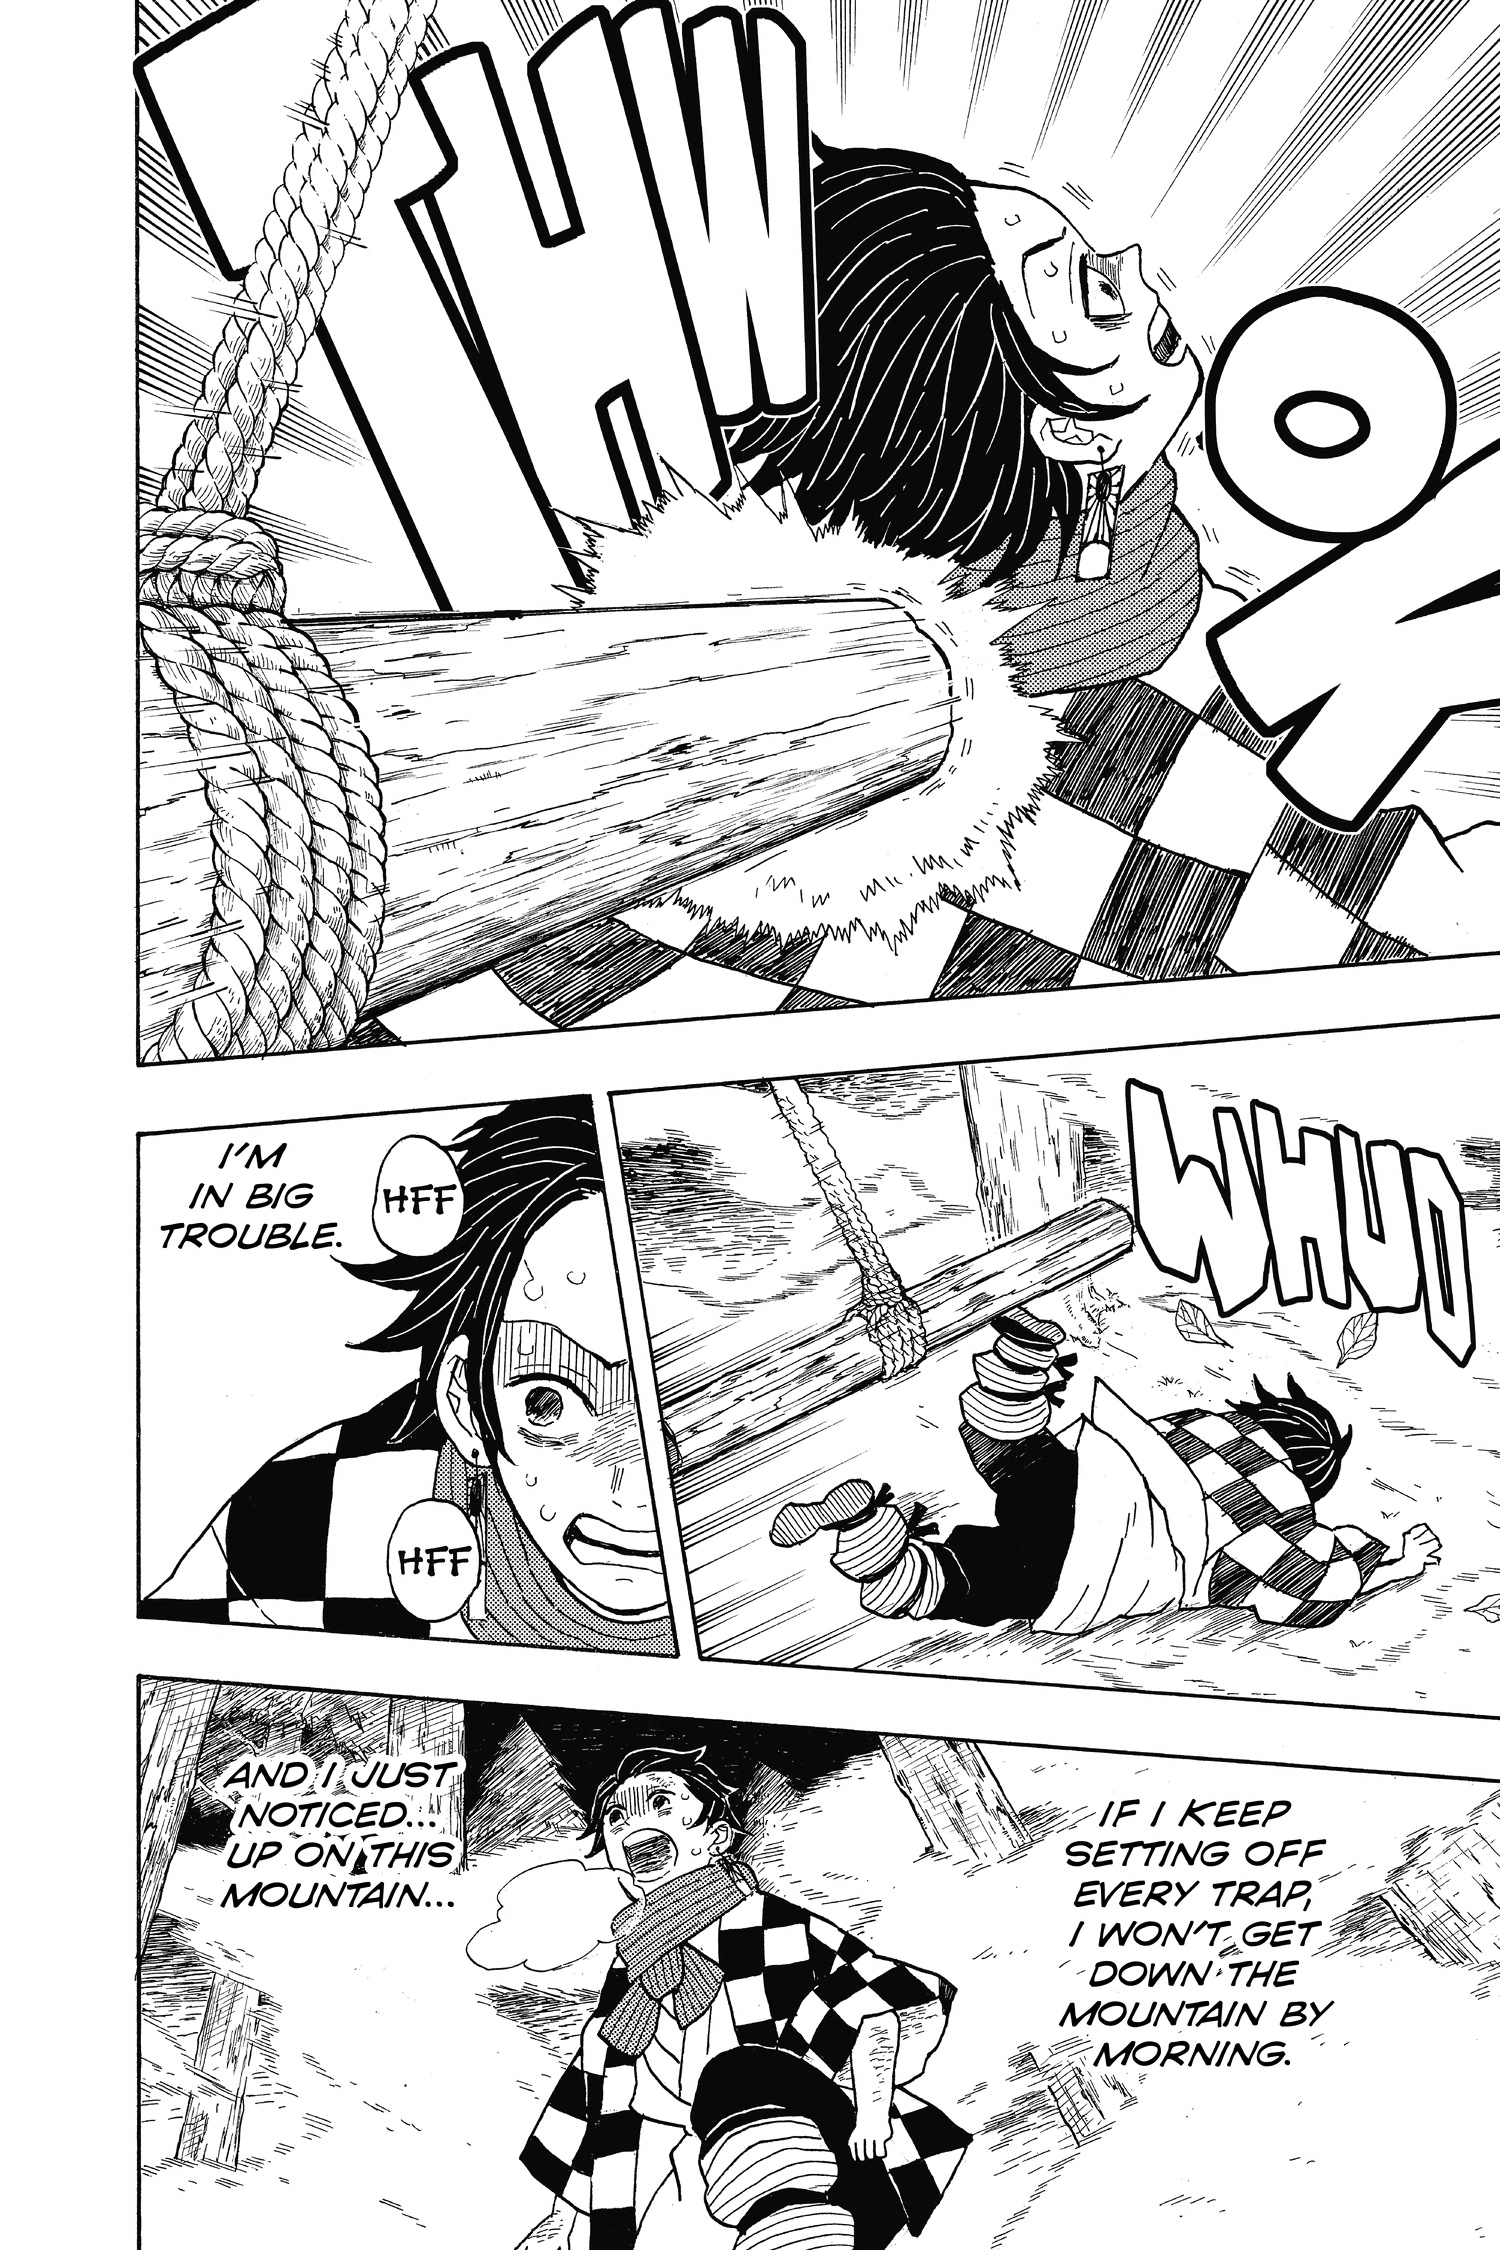 THWOK
WHUD
HFF
I'M
IN BIG
TROUBLE.
HFF
IF I KEEP
SETTING OFF
EVERY TRAP,
I WON'T GET
DOWN THE
MOUNTAIN BY
MORNING.
AND I JUST
NOTICED...
UP ON THIS
MOUNTAIN...